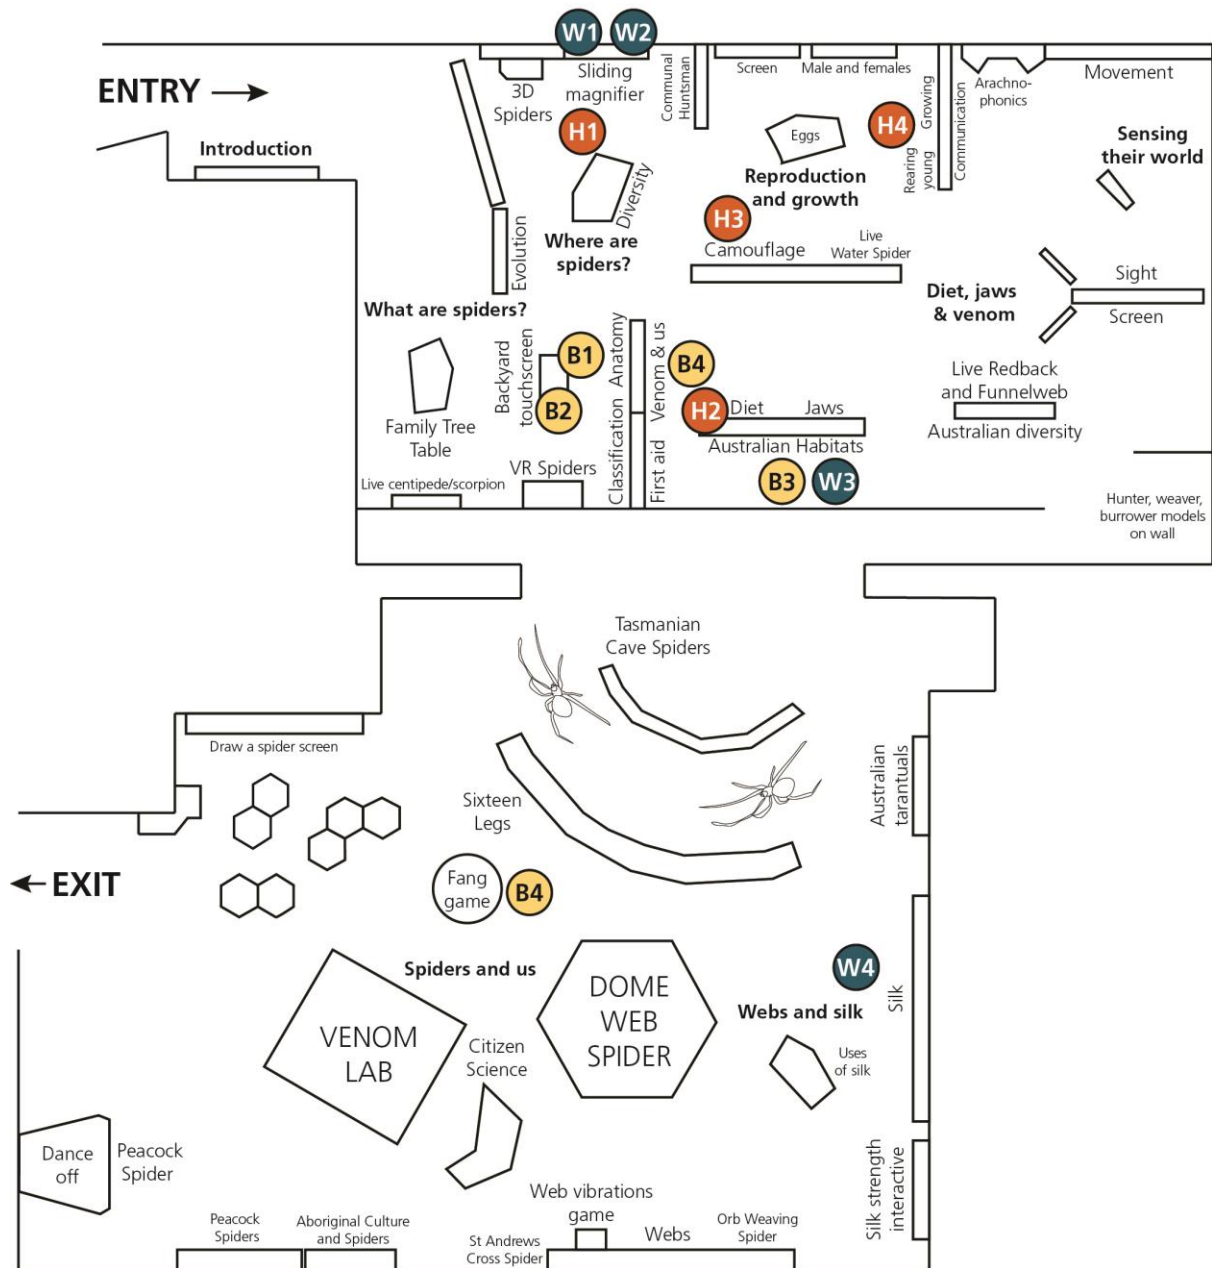 W1
W2
ENTRY
Introduction
3D
Spiders
Sliding
magnifier
H1
Diversity
Where are
spiders?
Evolution
What are spiders?
Communal
Huntsman
Screen
Male and females
Eggs
H4
Reproduction
and growth
H3
Camouflage
Live
Water Spider
Rearing
young
Growing
Communication
Arachno-
phonics
Movement
Sensing
their world
Sight
Screen
Diet, jaws
& venom
Live Redback
and Funnelweb
Australian diversity
Family Tree
Table
Backyard
touchscreen
B1
B2
VR Spiders
Live centipede/scorpion
Classification
Anatomy
First aid
Venom & us
B4
H2
Diet
Jaws
Australian Habitats
B3
W3
Hunter, weaver,
burrower models
on wall
Tasmanian
Cave Spiders
Draw a spider screen
Sixteen
Legs
Australian
tarantuals
EXIT
Fang
game
B4
Spiders and us
VENOM
LAB
DOME
WEB
SPIDER
W4
Webs and silk
Silk
Uses
of silk
Citizen
Science
Dance
off
Peacock
Spider
Silk strength
interactive
Peacock
Spiders
Aboriginal Culture
and Spiders
Web vibrations
game
St Andrews
Cross Spider
Webs
Orb Weaving
Spider